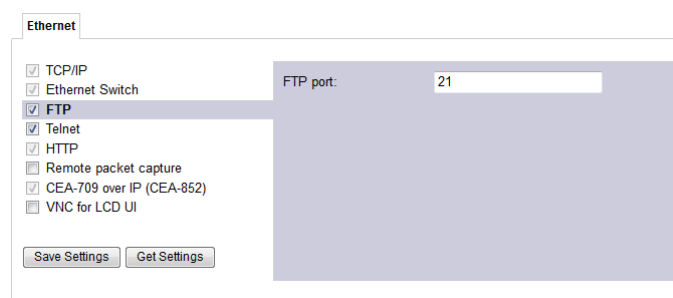 Ethernet
TCP/IP
Ethernet Switch
FTP
Telnet
HTTP
Remote packet capture
CEA-709 over IP (CEA-852)
VNC for LCD UI
Save Settings Get Settings
FTP port: 21